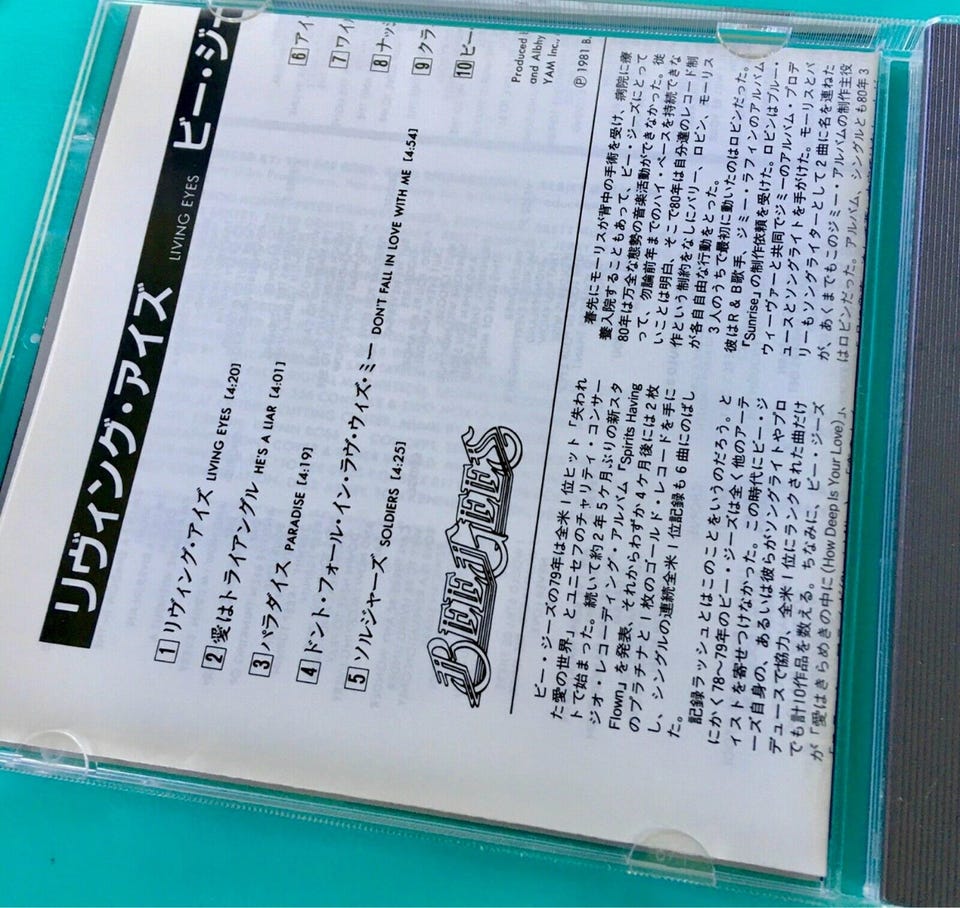 リヴィング・アイズ LIVING EYES ビー・ジ
1 リヴィング・アイズ LIVING EYES [4:20]
2 愛はトライアングル HE'S A LIAR [4:01]
3 パラダイス PARADISE [4:19]
4 ドント・フォール・イン・ラヴ・ウィズ・ミー DON'T FALL IN LOVE WITH ME [4:54]
5 ソルジャーズ SOLDIERS [4:25]
6 アイ
7 ワイ
8 ナッ
9 クラ
10 ビー
Produced
and Albhy
YAM Inc.,
Ⓟ 1981 B.
BEE GEES
ビー・ジーズの79年は全米1位ヒット「失われ
た愛の世界」とユニセフのチャリティ・コンサー
トで始まった。続いて約2年5ヶ月ぶりの新スタ
ジオ・レコーディング・アルバム「Spirits Having
Flown」を発表、それからわずか4ヶ月後には2枚
のプラチナと1枚のゴールド・レコードを手に
し、シングルの連続全米1位記録も6曲にのばし
た。
記録ラッシュとはこのことをいうのだろう。と
にかく78〜79年のビー・ジーズは全く他のアーテ
ィストを寄せつけなかった。この時代にビー・ジ
ーズ自身の、あるいは彼らがソングライトやプロ
デュースで協力、全米1位にランクされた曲だけ
でも計10作品を数える。ちなみに、ビー・ジーズ
が「愛はきらめきの中に(How Deep Is Your Love)」、
春先にモーリスが背中の手術を受け、病院に療
養入院することもあって、ビー・ジーズにとって
80年は万全な態勢の音楽活動ができなかった。従
って、勿論前年までのハイ・ペースを持続できな
いことは明白、そこで80年は自分達のレコード制
作という制約をなしにバリー、ロビン、モーリス
が各自自由な行動をとった。
3人のうちで最初に動いたのはロビンだった。
彼はR&B歌手、ジミー・ラフィンのアルバム
「Sunrise」の制作依頼を受けた。ロビンはブルー・
ウィーヴァーと共同でジミーのアルバム・プロデ
ュースとソングライトを手がけた。モーリスとバ
リーもソングライターとして2曲に名を連ねた
が、あくまでもこのジミー・アルバムの制作主役
はロビンだった。アルバム、シングルとも80年3